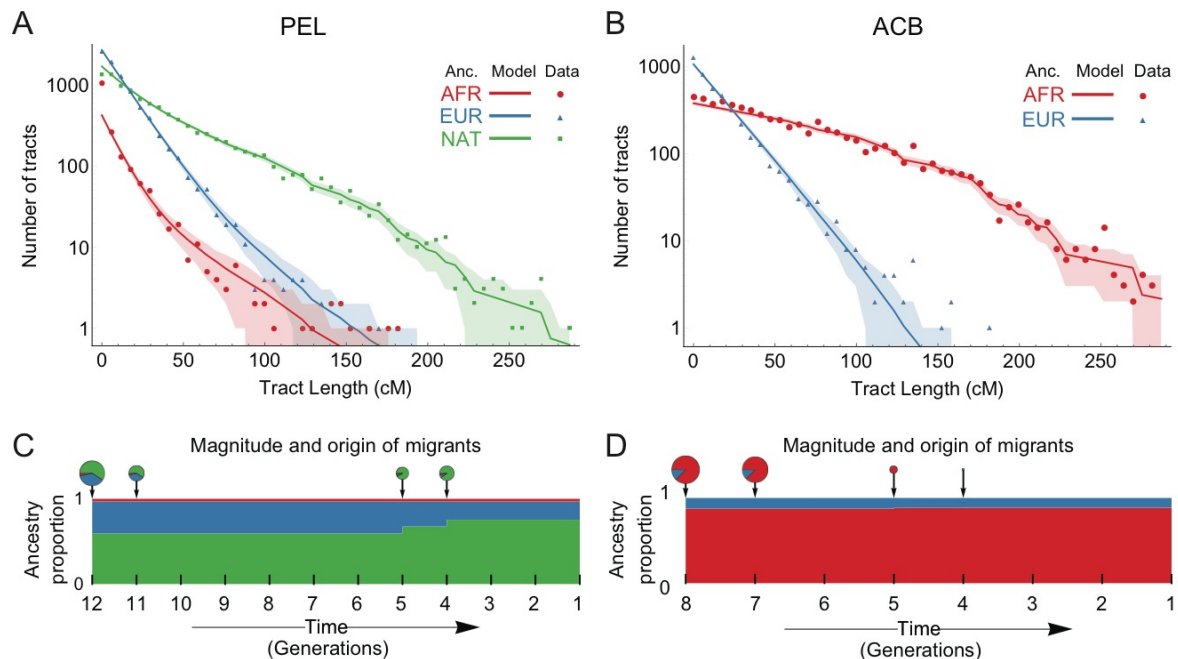 A
PEL
Number of tracts
1000
100
10
1
Anc. Model Data
AFR
EUR
NAT
0 50 100 150 200 250
Tract Length (cM)
B
ACB
Number of tracts
1000
100
10
1
Anc. Model Data
AFR
EUR
0 50 100 150 200 250
Tract Length (cM)
C
Magnitude and origin of migrants
Ancestry
proportion
1
0
12 11 10 9 8 7 6 5 4 3 2 1
Time
(Generations)
D
Magnitude and origin of migrants
Ancestry
proportion
1
0
8 7 6 5 4 3 2 1
Time
(Generations)